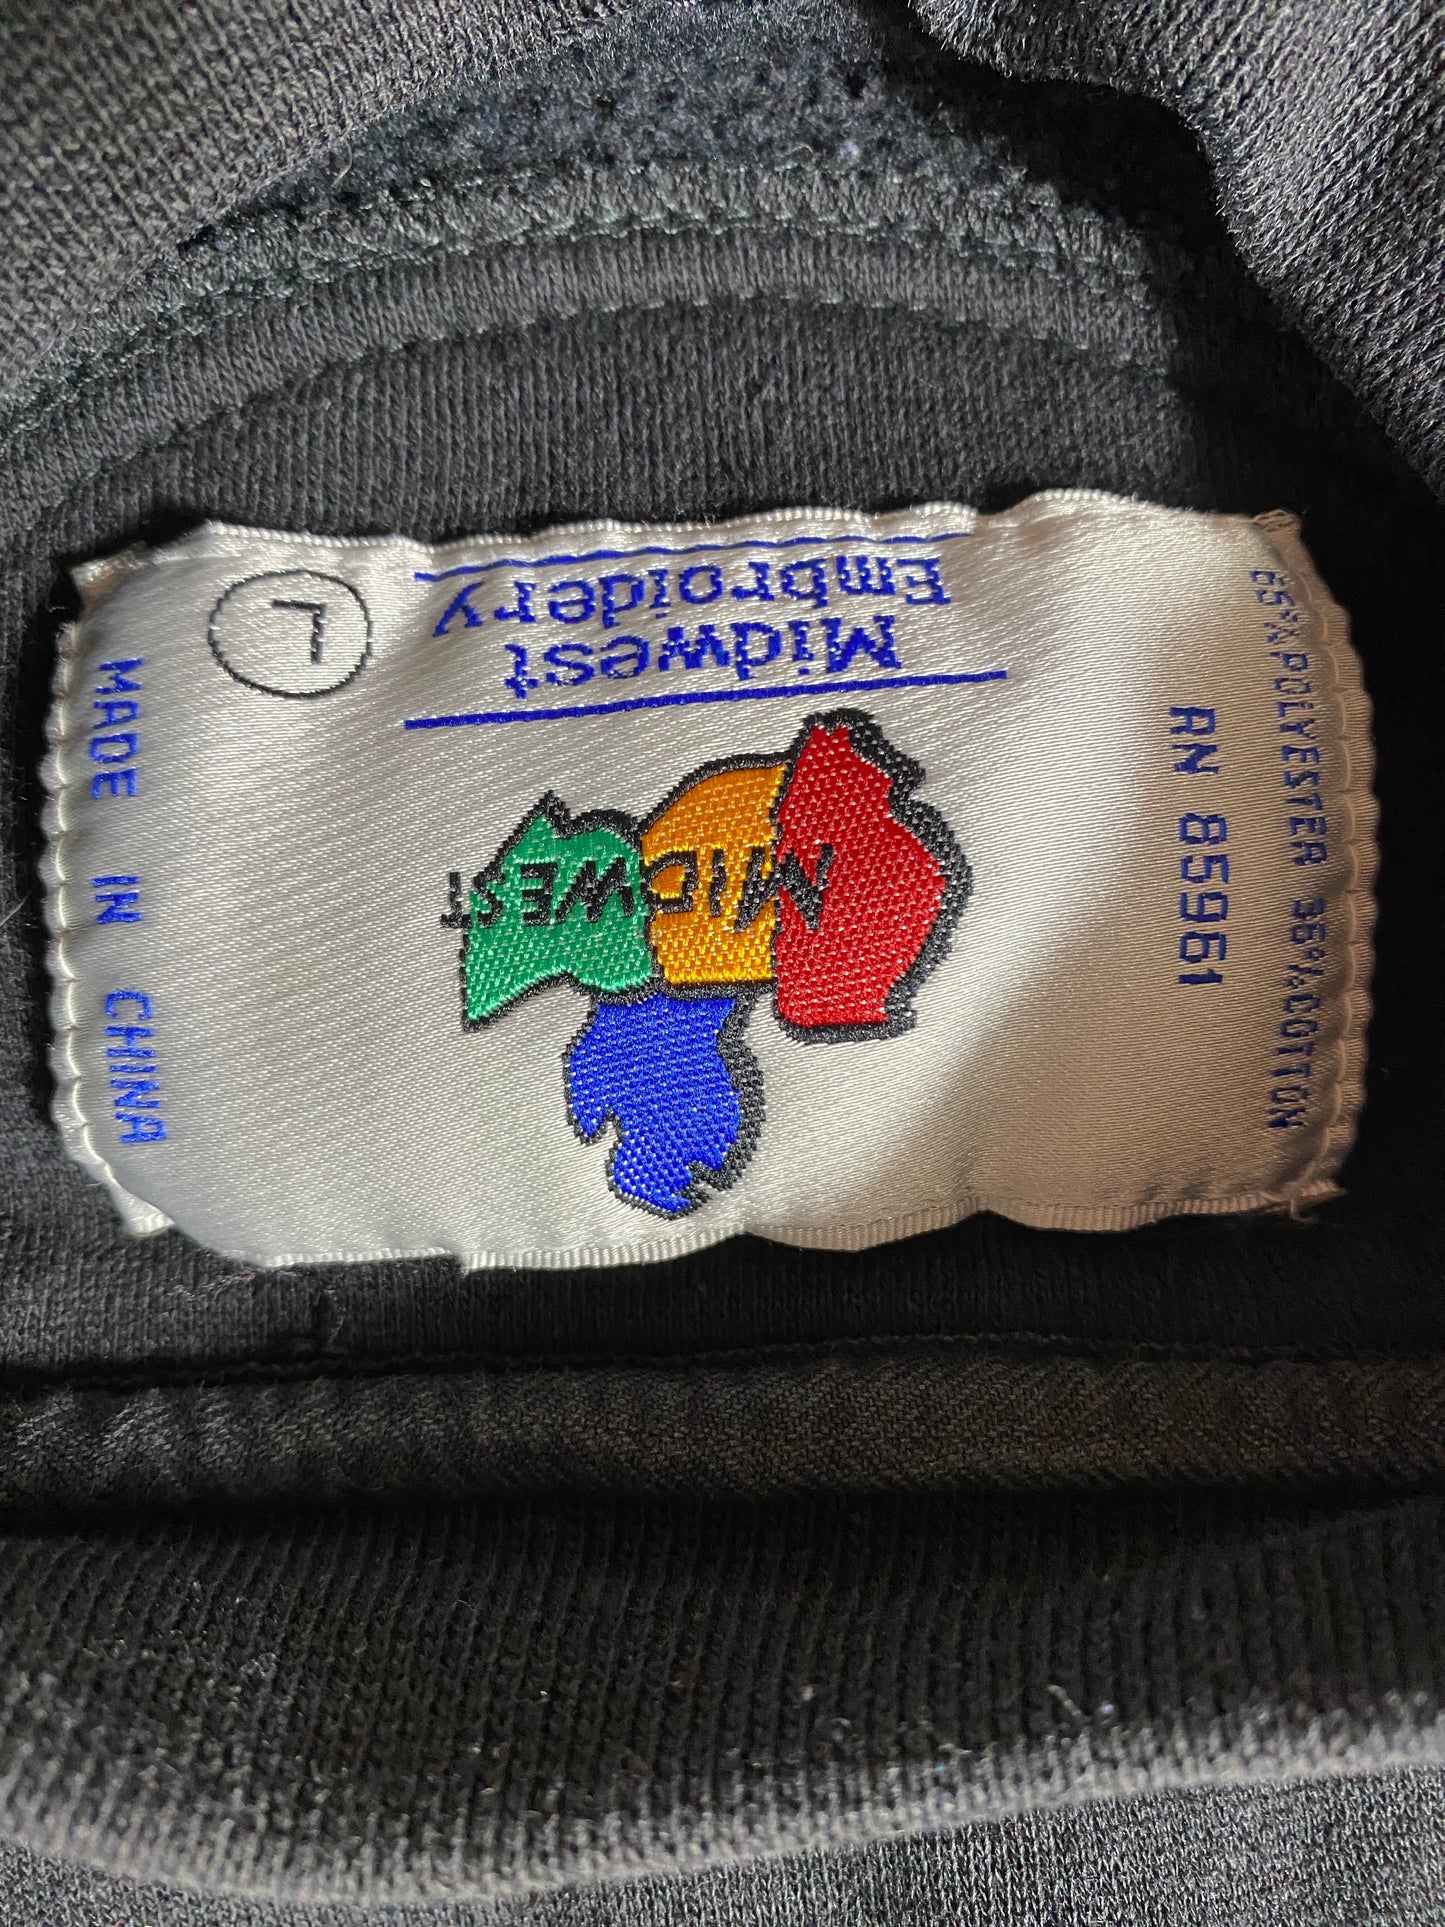 MIDWEST
Midwest
Embroidery
L
MADE IN CHINA
RN 85961
65% POLYESTER 35% COTTON